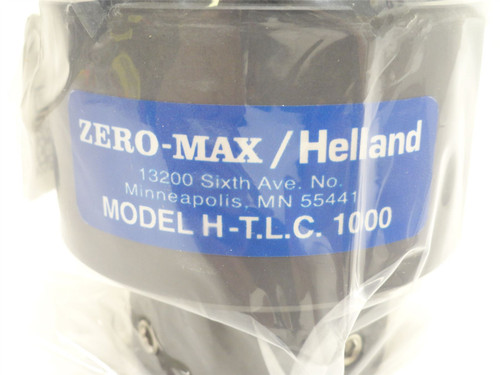 ZERO-MAX / Helland
13200 Sixth Ave. No.
Minneapolis, MN 55441
MODEL H-T.L.C. 1000